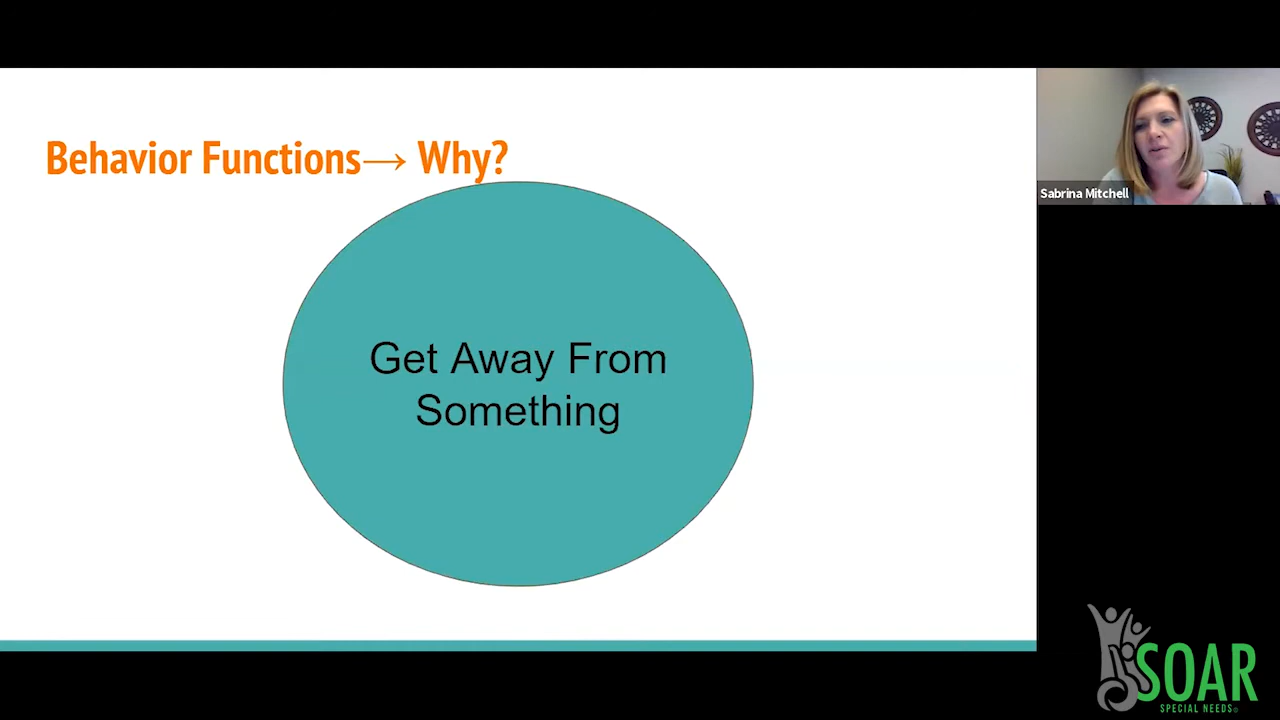 Behavior Functions→ Why?
Get Away From
Something
Sabrina Mitchell
SOAR
SPECIAL NEEDS©